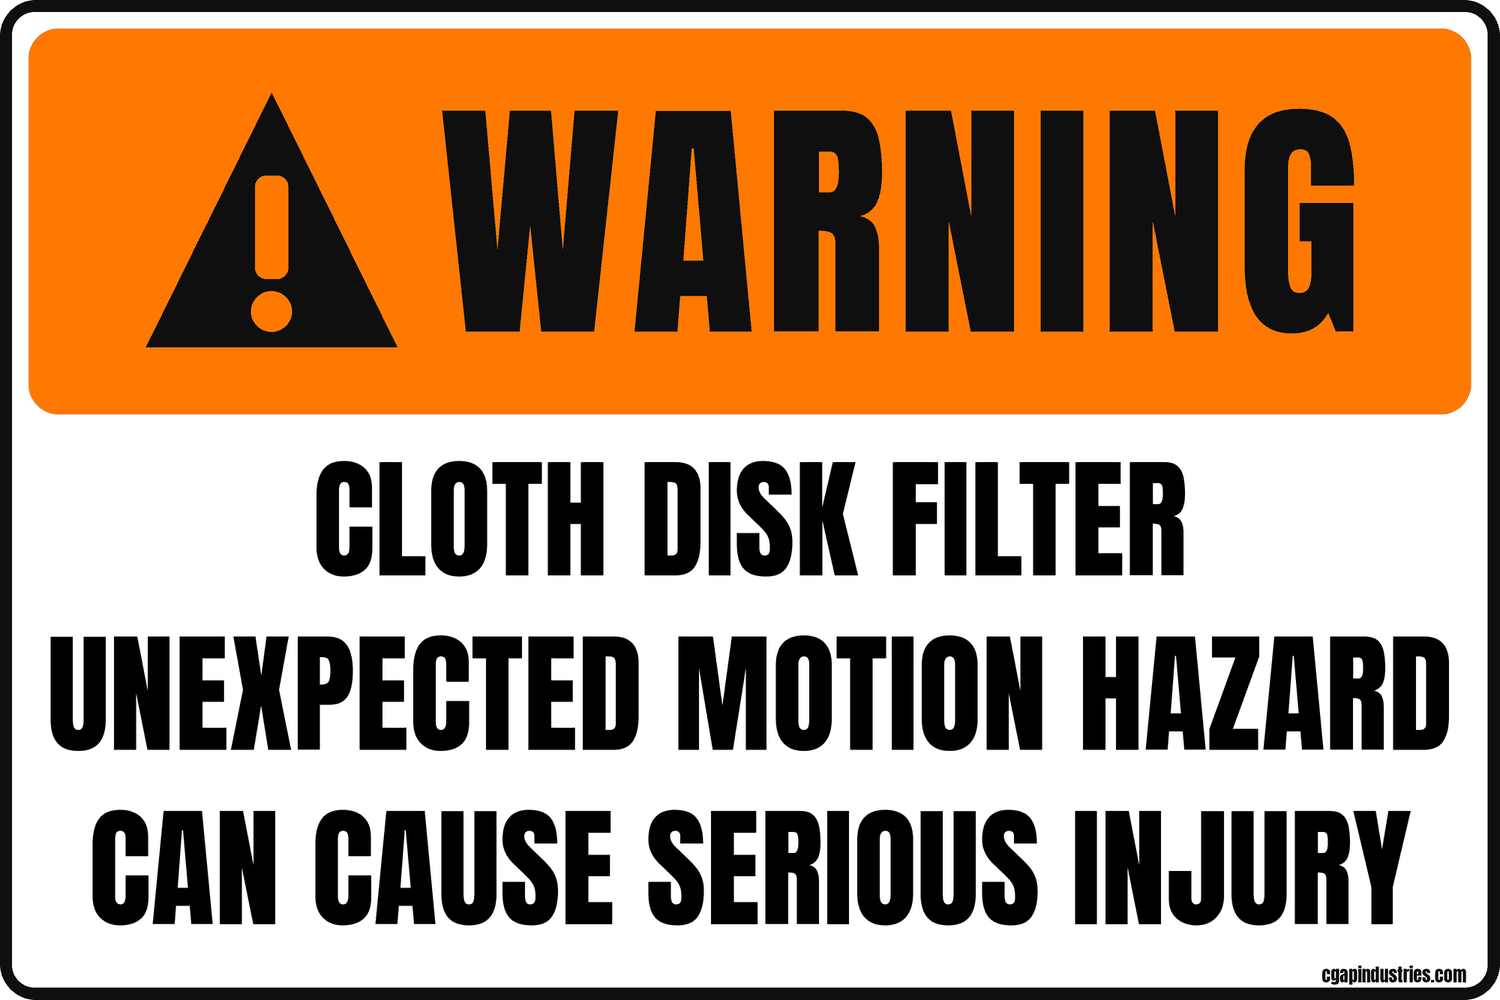 WARNING
CLOTH DISK FILTER
UNEXPECTED MOTION HAZARD
CAN CAUSE SERIOUS INJURY
cgapindustries.com